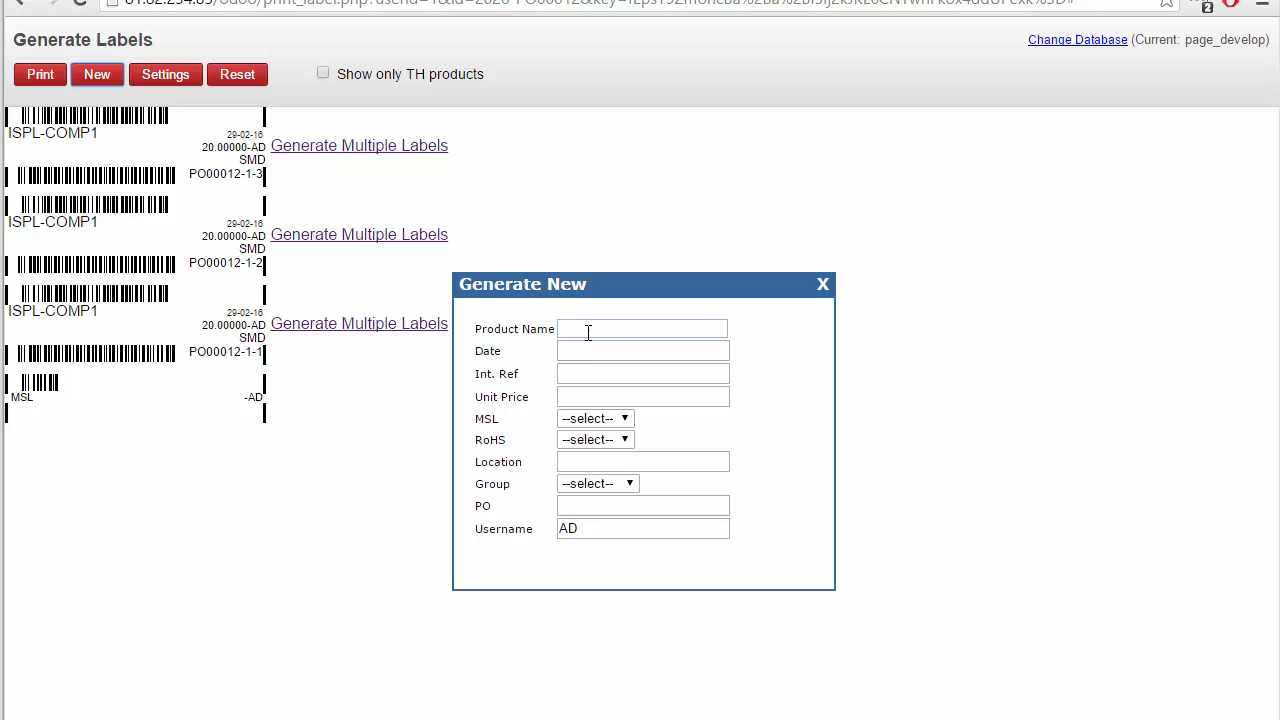 Generate Labels
Change Database (Current: page_develop)
Print New Settings Reset Show only TH products
ISPL-COMP1
29-02-16
20.00000-AD
SMD
PO00012-1-3
Generate Multiple Labels
ISPL-COMP1
29-02-16
20.00000-AD
SMD
PO00012-1-2
Generate Multiple Labels
ISPL-COMP1
29-02-16
20.00000-AD
SMD
PO00012-1-1
Generate Multiple Labels
MSL -AD
Generate New X
Product Name
Date
Int. Ref
Unit Price
MSL --select--
RoHS --select--
Location
Group --select--
PO
Username AD
2